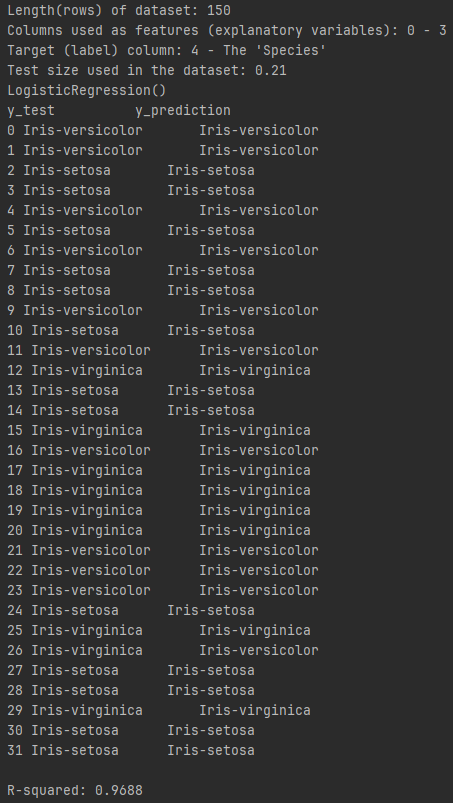 Length(rows) of dataset: 150
Columns used as features (explanatory variables): 0 - 3
Target (label) column: 4 - The 'Species'
Test size used in the dataset: 0.21
LogisticRegression()
y_test          y_prediction
0 Iris-versicolor       Iris-versicolor
1 Iris-versicolor       Iris-versicolor
2 Iris-setosa       Iris-setosa
3 Iris-setosa       Iris-setosa
4 Iris-versicolor       Iris-versicolor
5 Iris-setosa       Iris-setosa
6 Iris-versicolor       Iris-versicolor
7 Iris-setosa       Iris-setosa
8 Iris-setosa       Iris-setosa
9 Iris-versicolor       Iris-versicolor
10 Iris-setosa      Iris-setosa
11 Iris-versicolor      Iris-versicolor
12 Iris-virginica       Iris-virginica
13 Iris-setosa      Iris-setosa
14 Iris-setosa      Iris-setosa
15 Iris-virginica       Iris-virginica
16 Iris-versicolor      Iris-versicolor
17 Iris-virginica       Iris-virginica
18 Iris-virginica       Iris-virginica
19 Iris-virginica       Iris-virginica
20 Iris-virginica       Iris-virginica
21 Iris-versicolor      Iris-versicolor
22 Iris-versicolor      Iris-versicolor
23 Iris-versicolor      Iris-versicolor
24 Iris-setosa      Iris-setosa
25 Iris-virginica       Iris-virginica
26 Iris-virginica       Iris-versicolor
27 Iris-setosa      Iris-setosa
28 Iris-setosa      Iris-setosa
29 Iris-virginica       Iris-virginica
30 Iris-setosa      Iris-setosa
31 Iris-setosa      Iris-setosa
R-squared: 0.9688